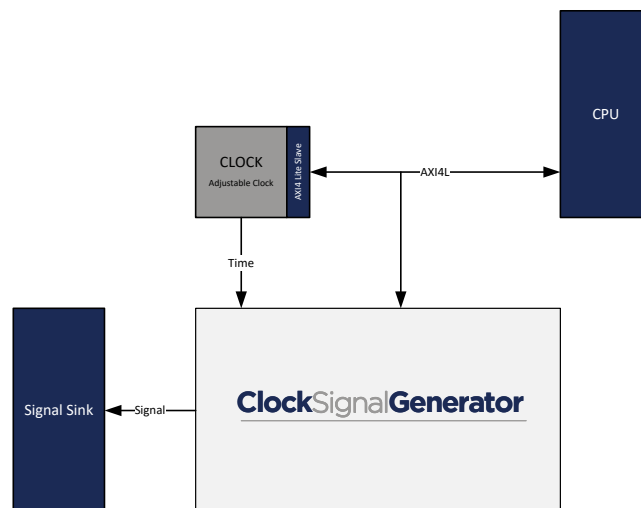 CPU
CLOCK
Adjustable Clock
AXI4 Lite Slave
AXI4L
Time
ClockSignalGenerator
Signal Sink
Signal